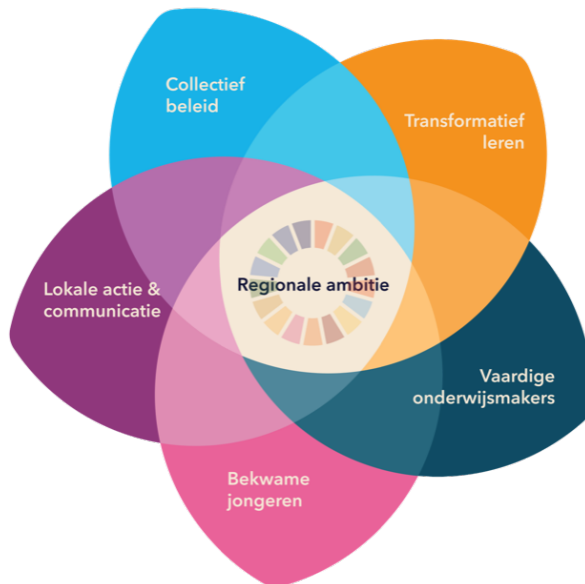 Collectief
beleid
Transformatief
leren
Lokale actie &
communicatie
Regionale ambitie
Vaardige
onderwijsmakers
Bekwame
jongeren